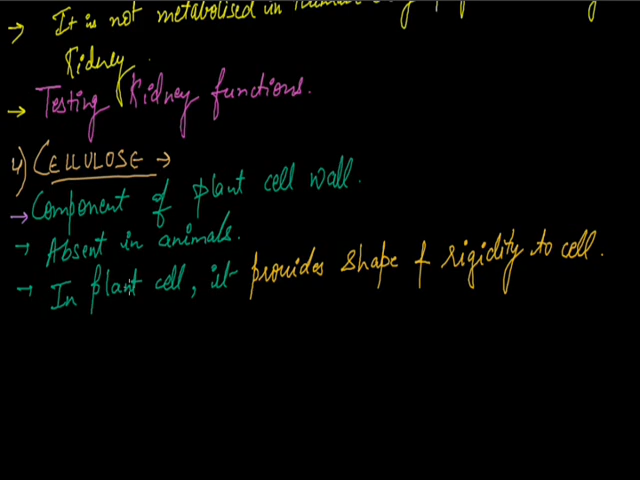 → It is not metabolised in human
Kidney.
→ Testing Kidney functions.
4) CELLULOSE →
→ Component of plant cell wall.
→ Absent in animals.
→ In plant cell, it provides shape & rigidity to cell.